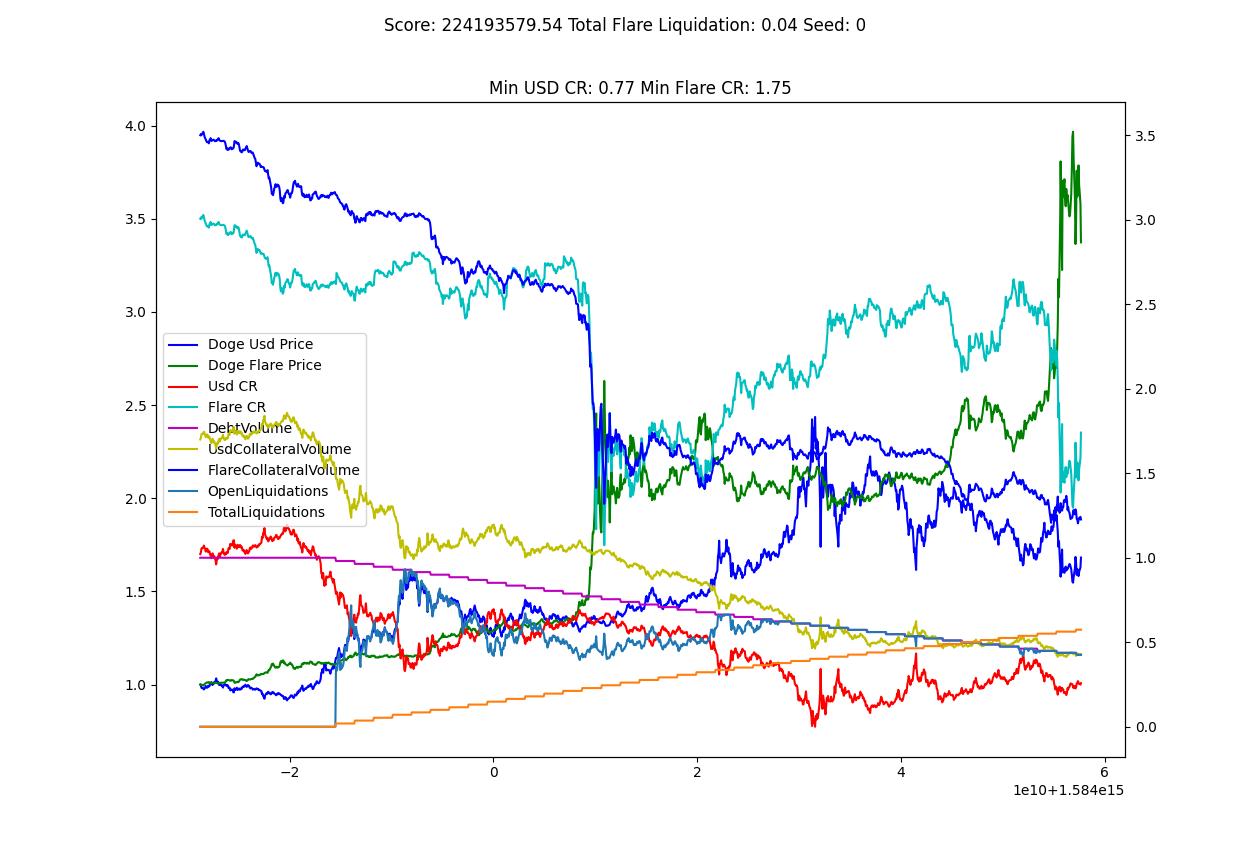 Score: 224193579.54 Total Flare Liquidation: 0.04 Seed: 0
Min USD CR: 0.77 Min Flare CR: 1.75
4.0
3.5
3.0
2.5
2.0
1.5
1.0
Doge Usd Price
Doge Flare Price
Usd CR
Flare CR
DebtVolume
UsdCollateralVolume
FlareCollateralVolume
OpenLiquidations
TotalLiquidations
3.5
3.0
2.5
2.0
1.5
1.0
0.5
0.0
−2 0 2 4 6
1e10+1.584e15